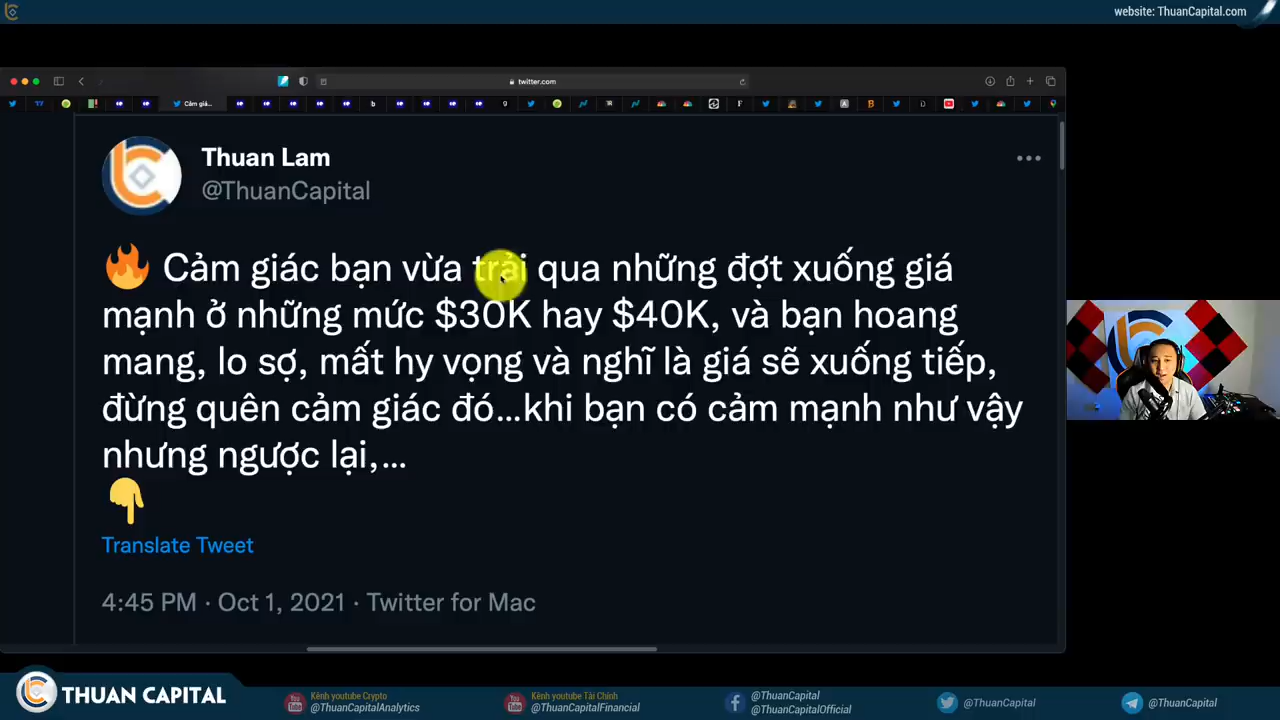 website: ThuanCapital.com
twitter.com
Cảm giá...
Thuan Lam
@ThuanCapital
🔥 Cảm giác bạn vừa trải qua những đợt xuống giá
mạnh ở những mức $30K hay $40K, và bạn hoang
mang, lo sợ, mất hy vọng và nghĩ là giá sẽ xuống tiếp,
đừng quên cảm giác đó...khi bạn có cảm mạnh như vậy
nhưng ngược lại,...
👇
Translate Tweet
4:45 PM · Oct 1, 2021 · Twitter for Mac
THUAN CAPITAL
Kênh youtube Crypto
@ThuanCapitalAnalytics
Kênh youtube Tài Chính
@ThuanCapitalFinancial
@ThuanCapital
@ThuanCapitalOfficial
@ThuanCapital
@ThuanCapital